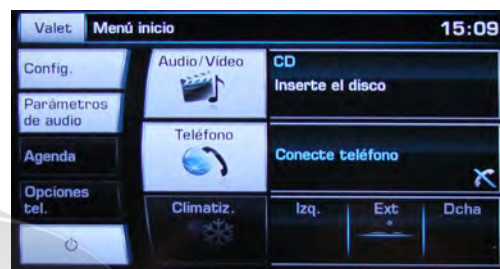 Valet Menú inicio 15:09
Config.
Audio/Vídeo
CD
Inserte el disco
Parámetros
de audio
Teléfono
Conecte teléfono
Agenda
Opciones
tel.
Climatiz.
Izq. Ext Dcha